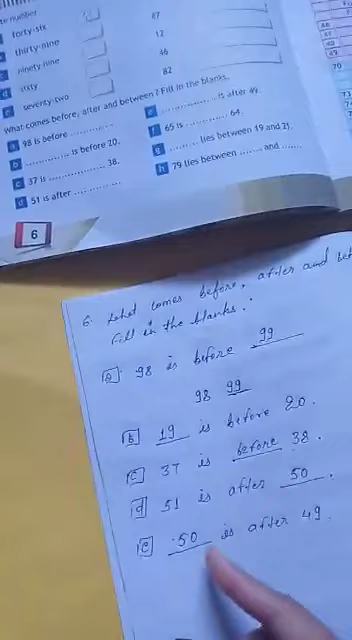 te number
forty-six
thirty-nine
ninety-nine
sixty
seventy-two
87
12
46
82
What comes before, after and between? Fill in the blanks.
a 98 is before ............
b ............ is before 20.
c 37 is ............ 38.
d 51 is after ............
e ............ is after 49.
f 65 is ............ 64.
g ......... lies between 19 and 21.
h 79 lies between ........ and ......
6
70
6. What comes before, after and bet
Fill in the blanks.
a 98 is before 99
98 99
b 19 is before 20.
c 37 is before 38.
d 51 is after 50.
e 50 is after 49.